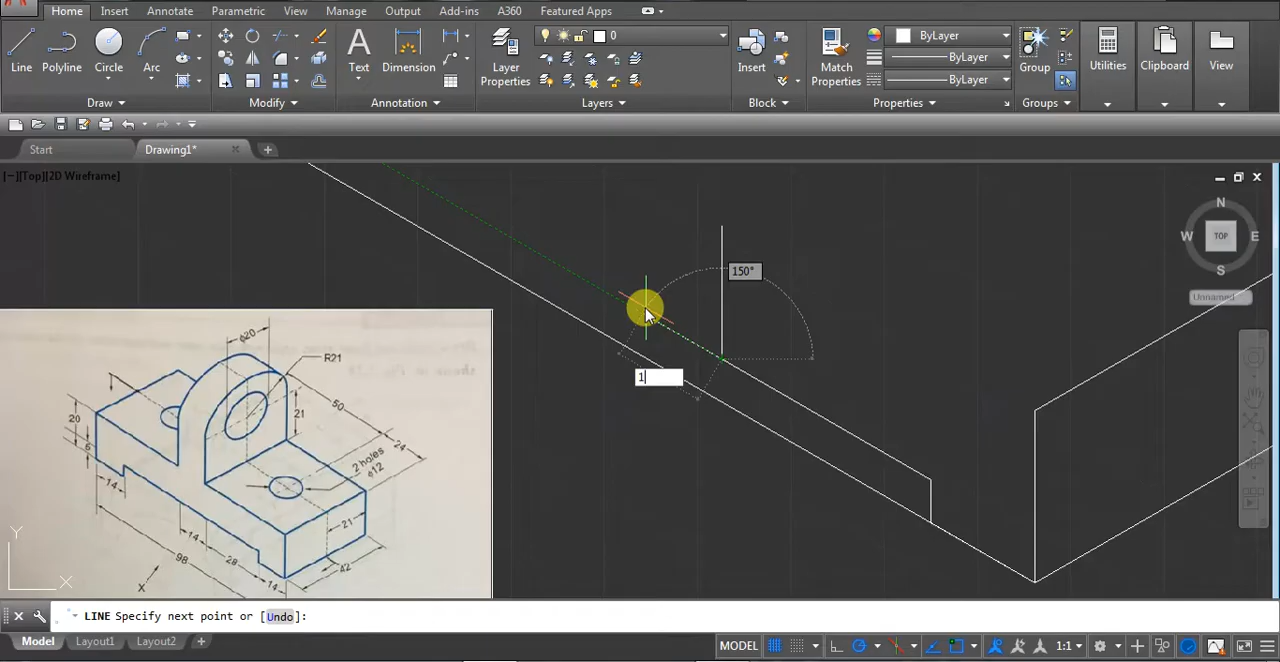 Home Insert Annotate Parametric View Manage Output Add-ins A360 Featured Apps
Line Polyline Circle Arc Text Dimension Layer Properties 0 Insert Match Properties ByLayer ByLayer ByLayer Group Utilities Clipboard View
Draw Modify Annotation Layers Block Properties Groups
Start Drawing1*
[−][Top][2D Wireframe]
N
W TOP E
S
Unnamed
150°
1
ϕ20
R21
50
20
21
6
24
2 holes
ϕ12
14
21
14
28
98
14
42
X
Y
X
LINE Specify next point or [Undo]:
Model Layout1 Layout2
MODEL 1:1